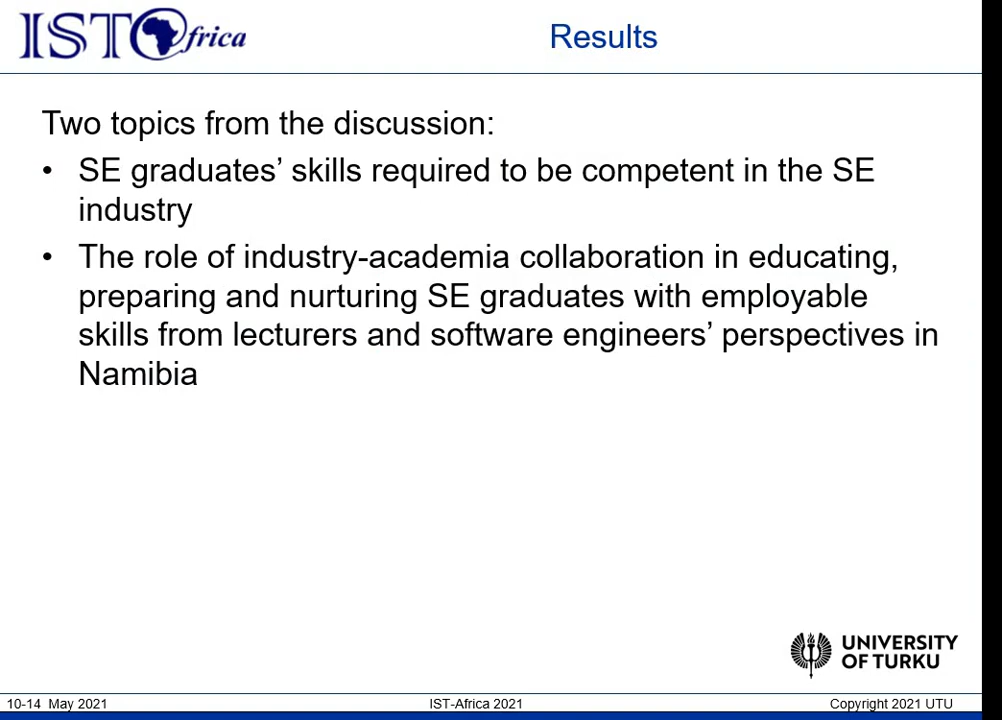 IST Africa
Results
Two topics from the discussion:
• SE graduates’ skills required to be competent in the SE
industry
• The role of industry-academia collaboration in educating,
preparing and nurturing SE graduates with employable
skills from lecturers and software engineers’ perspectives in
Namibia
UNIVERSITY
OF TURKU
10-14 May 2021
IST-Africa 2021
Copyright 2021 UTU